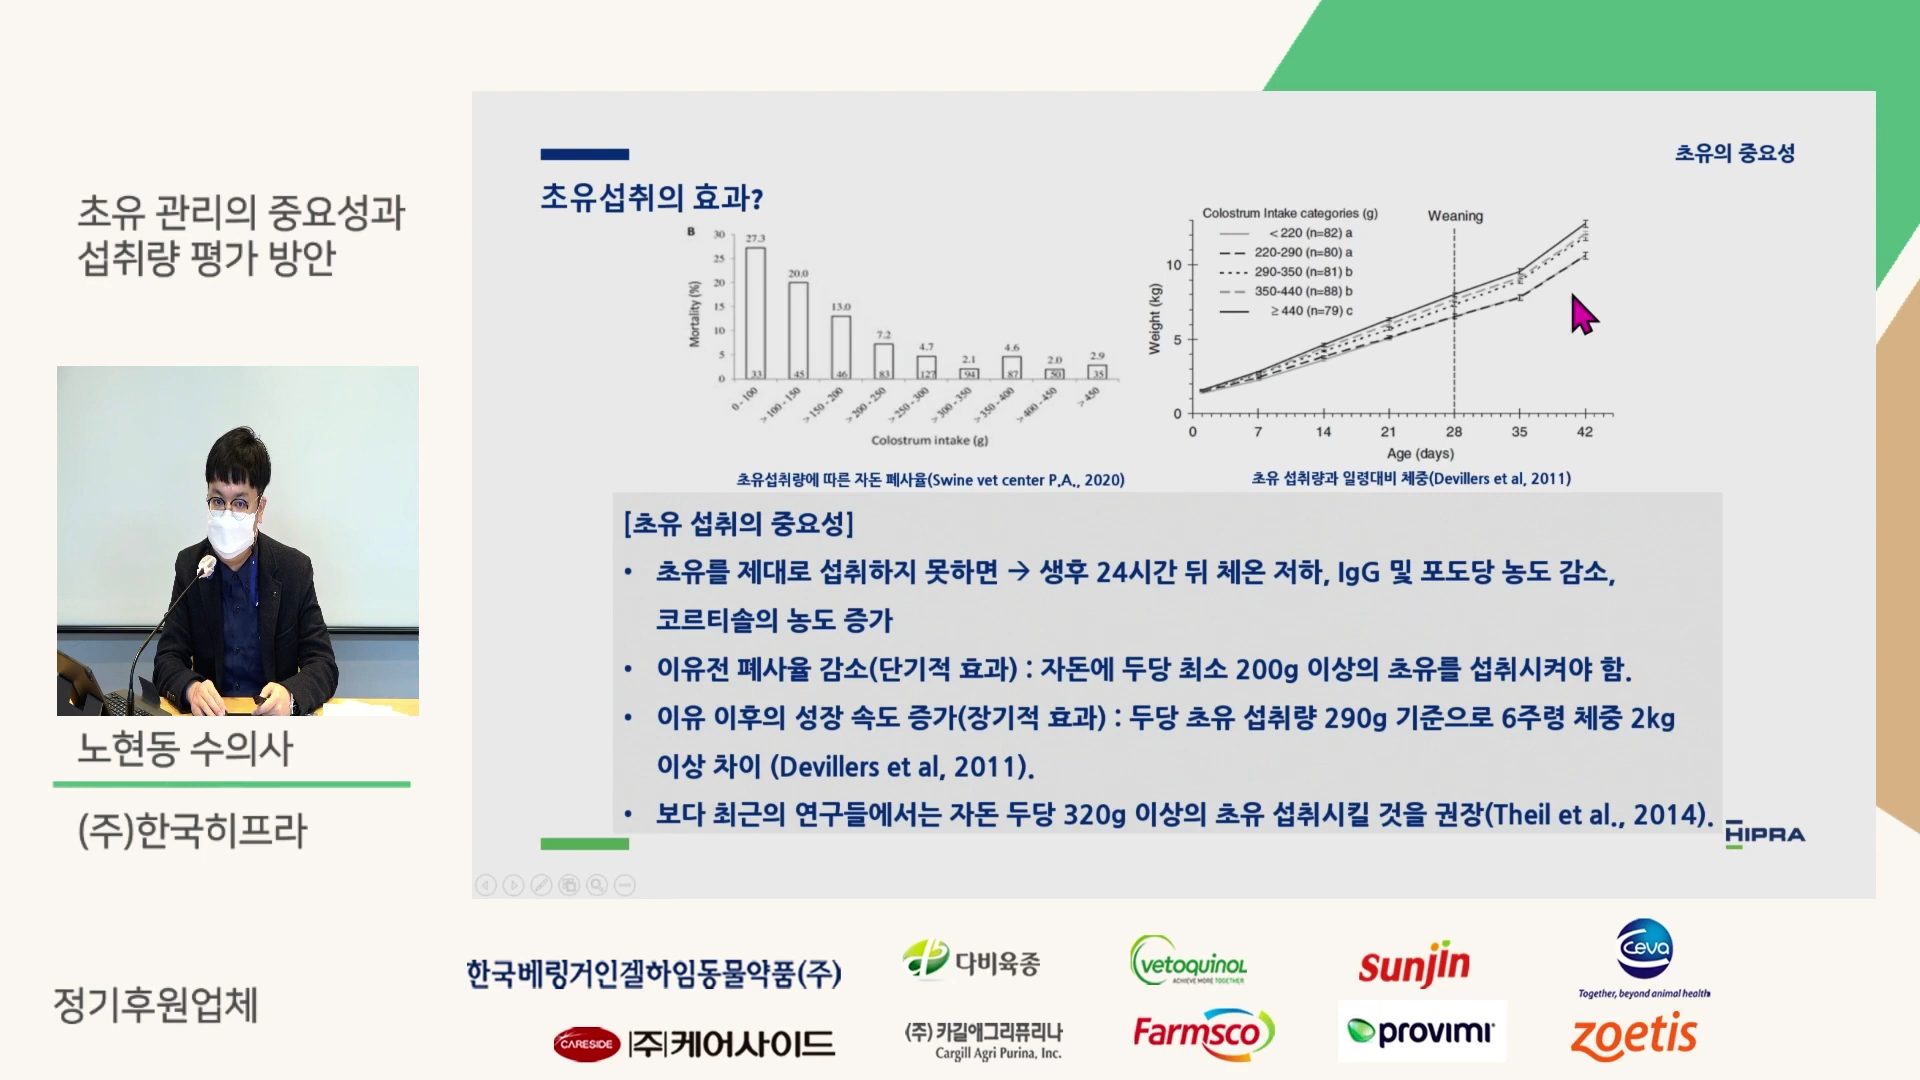 초유 관리의 중요성과
섭취량 평가 방안
노현동 수의사
(주)한국히프라
정기후원업체
초유의 중요성
초유섭취의 효과?
B
Mortality (%)
30
25
20
15
10
5
0
27.3
20.0
13.0
7.2
4.7
2.1
4.6
2.0
2.9
33
45
46
83
127
94
87
50
35
0 - 100
> 100 - 150
> 150 - 200
> 200 - 250
> 250 - 300
> 300 - 350
> 350 - 400
> 400 - 450
> 450
Colostrum intake (g)
초유섭취량에 따른 자돈 폐사율(Swine vet center P.A., 2020)
Colostrum Intake categories (g)
< 220 (n=82) a
220-290 (n=80) a
290-350 (n=81) b
350-440 (n=88) b
≥ 440 (n=79) c
Weaning
Weight (kg)
10
5
0
0 7 14 21 28 35 42
Age (days)
초유 섭취량과 일령대비 체중(Devillers et al, 2011)
[초유 섭취의 중요성]
• 초유를 제대로 섭취하지 못하면 → 생후 24시간 뒤 체온 저하, IgG 및 포도당 농도 감소,
코르티솔의 농도 증가
• 이유전 폐사율 감소(단기적 효과) : 자돈에 두당 최소 200g 이상의 초유를 섭취시켜야 함.
• 이유 이후의 성장 속도 증가(장기적 효과) : 두당 초유 섭취량 290g 기준으로 6주령 체중 2kg
이상 차이 (Devillers et al, 2011).
• 보다 최근의 연구들에서는 자돈 두당 320g 이상의 초유 섭취시킬 것을 권장(Theil et al., 2014).
HIPRA
한국베링거인겔하임동물약품(주)
다비육종
vetoquinol
ACHIEVE MORE TOGETHER
sunjin
ceva
Together, beyond animal health
CARESIDE
(주)케어사이드
(주) 카길애그리퓨리나
Cargill Agri Purina, Inc.
Farmsco
provimi
zoetis